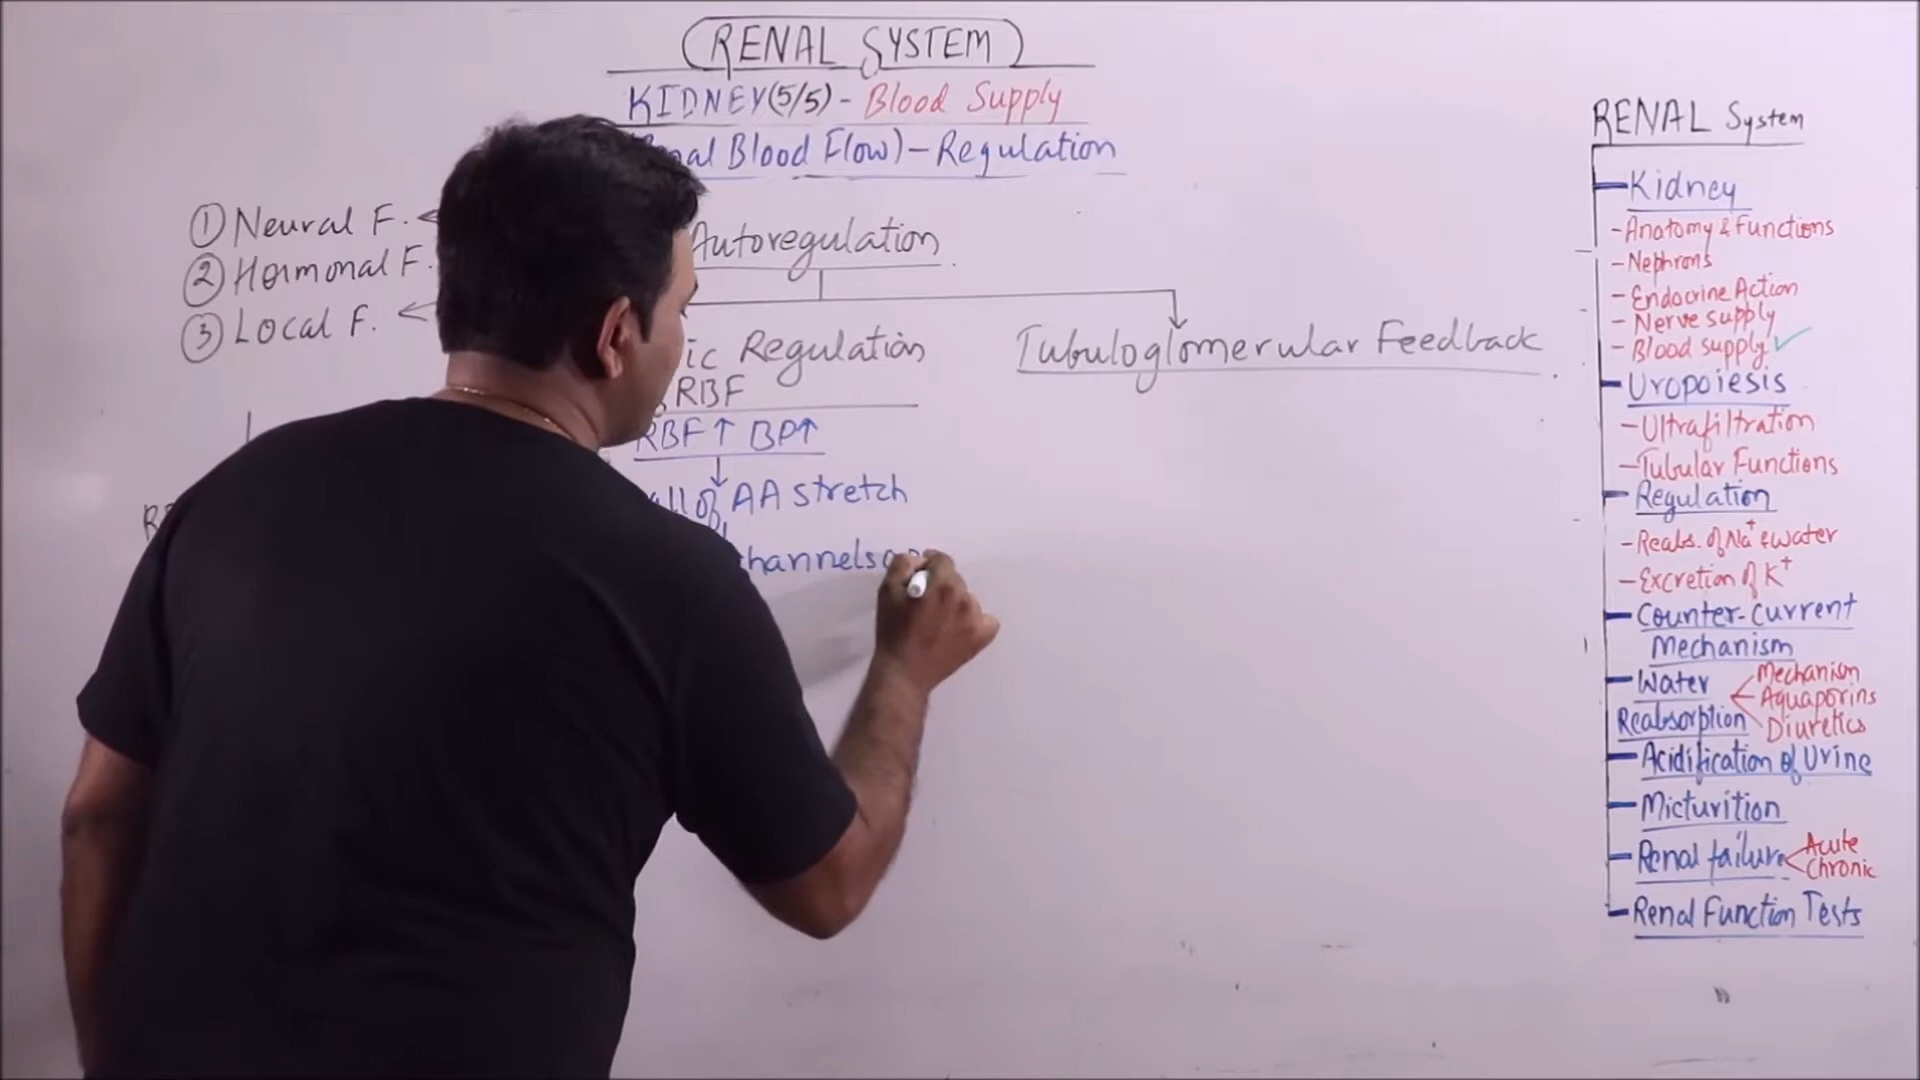 RENAL SYSTEM
KIDNEY(5/5) - Blood Supply
Blood Flow) - Regulation
① Neural F.
② Hormonal F.
③ Local F.
Autoregulation
Regulation
RBF
RBF↑ BP↑
of AA stretch
Tubuloglomerular Feedback
RENAL System
Kidney
- Anatomy & Functions
- Nephrons
- Endocrine Action
- Nerve supply
- Blood supply ✓
Uropoiesis
- Ultrafiltration
- Tubular Functions
Regulation
- Reabs. of Na⁺ & water
- Excretion of K⁺
Counter-current
Mechanism
Water
Reabsorption
Mechanism
Aquaporins
Diuretics
Acidification of Urine
Micturition
Renal failure
Acute
Chronic
Renal Function Tests